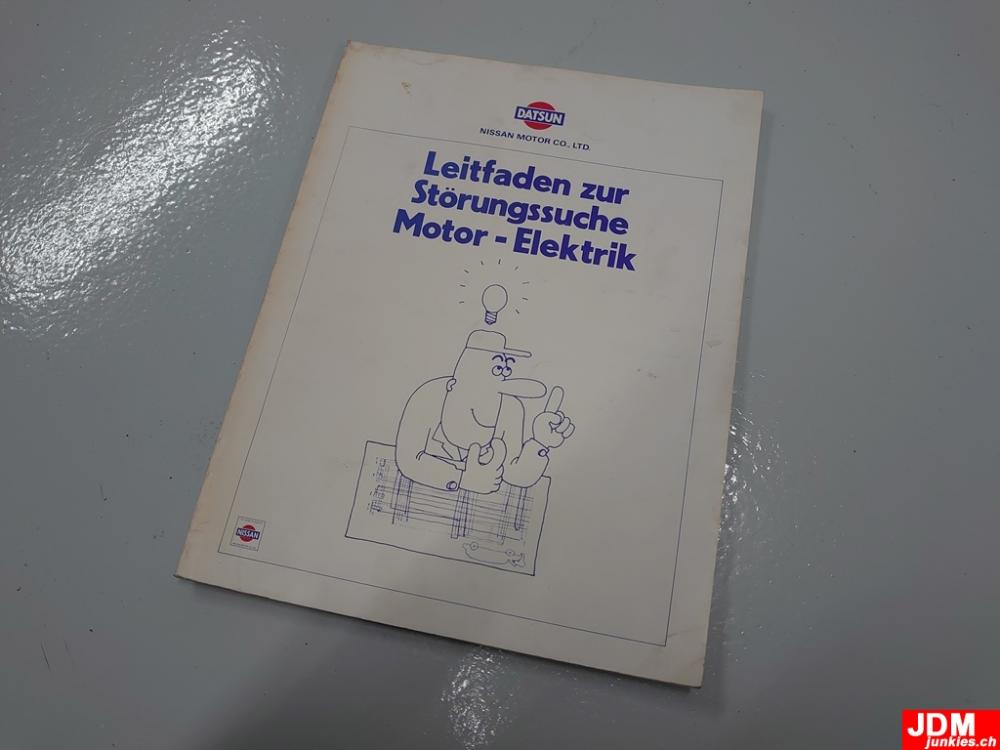 DATSUN
NISSAN MOTOR CO., LTD.
Leitfaden zur
Störungssuche
Motor - Elektrik
NISSAN
JDM
junkies.ch